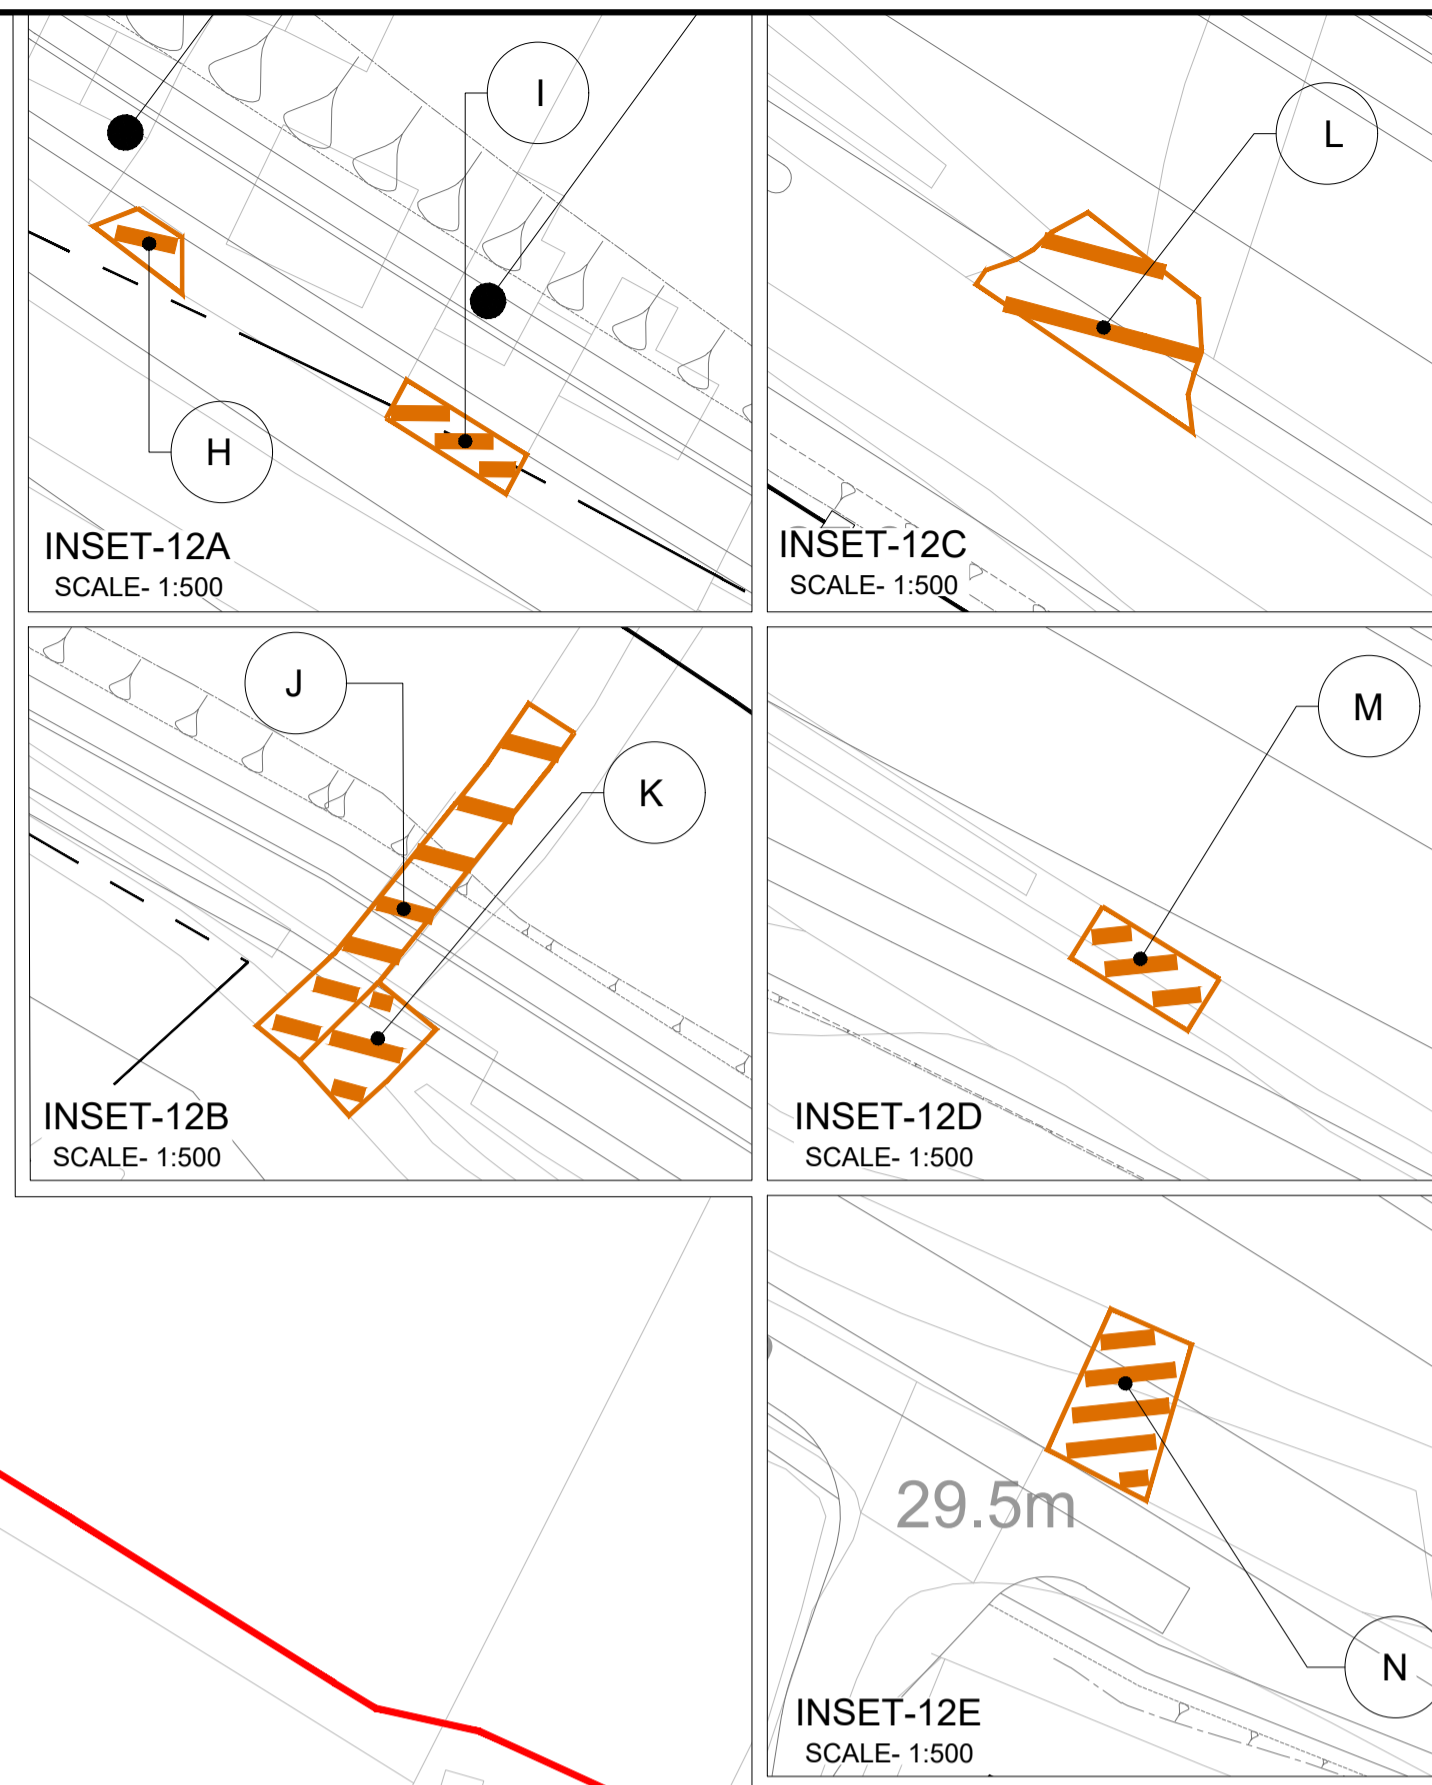 I
H
INSET-12A
SCALE- 1:500
L
INSET-12C
SCALE- 1:500
J
K
INSET-12B
SCALE- 1:500
M
INSET-12D
SCALE- 1:500
29.5m
N
INSET-12E
SCALE- 1:500